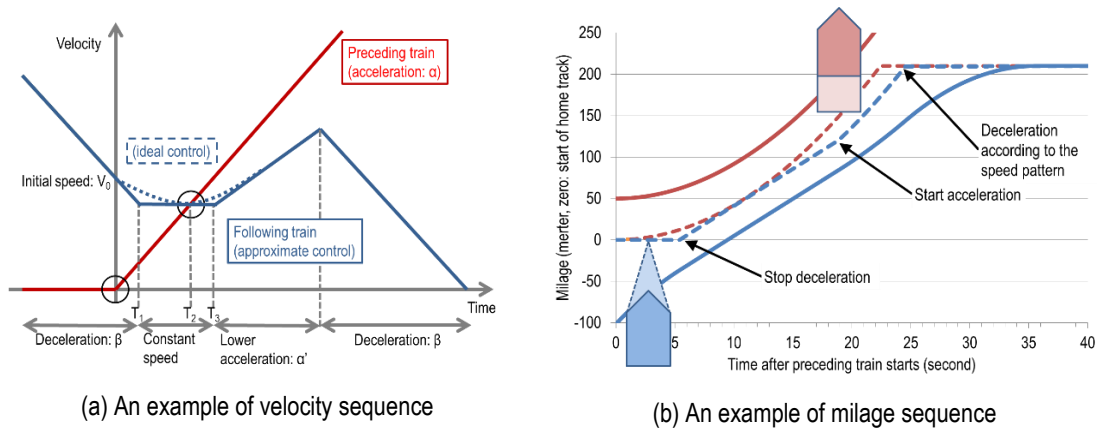 Velocity
Preceding train
(acceleration: α)
(ideal control)
Initial speed: V0
Following train
(approximate control)
T1
T2
T3
Time
Deceleration: β
Constant
speed
Lower
acceleration: α'
Deceleration: β
(a) An example of velocity sequence
Milage (merter, zero: start of home track)
250
200
150
100
50
0
-50
-100
Deceleration
according to the
speed pattern
Start acceleration
Stop deceleration
0
5
10
15
20
25
30
35
40
Time after preceding train starts (second)
(b) An example of milage sequence